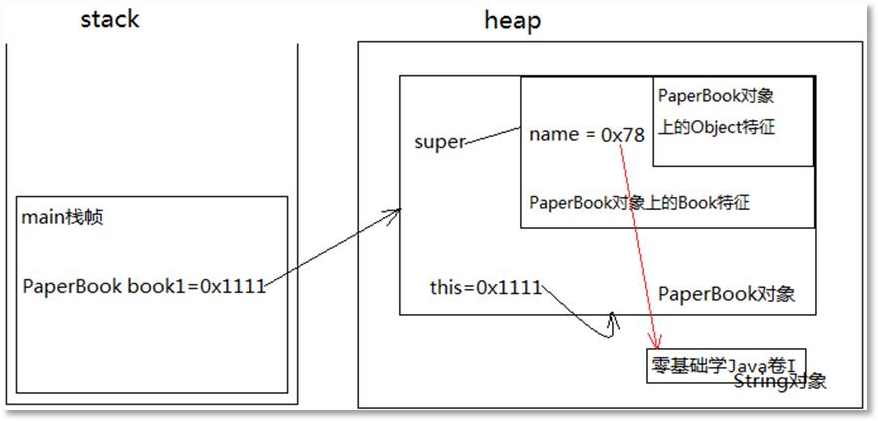 stack
heap
PaperBook对象
上的Object特征
super
name = 0x78
main栈帧
PaperBook对象上的Book特征
PaperBook book1=0x1111
this=0x1111
PaperBook对象
零基础学Java卷I
String对象